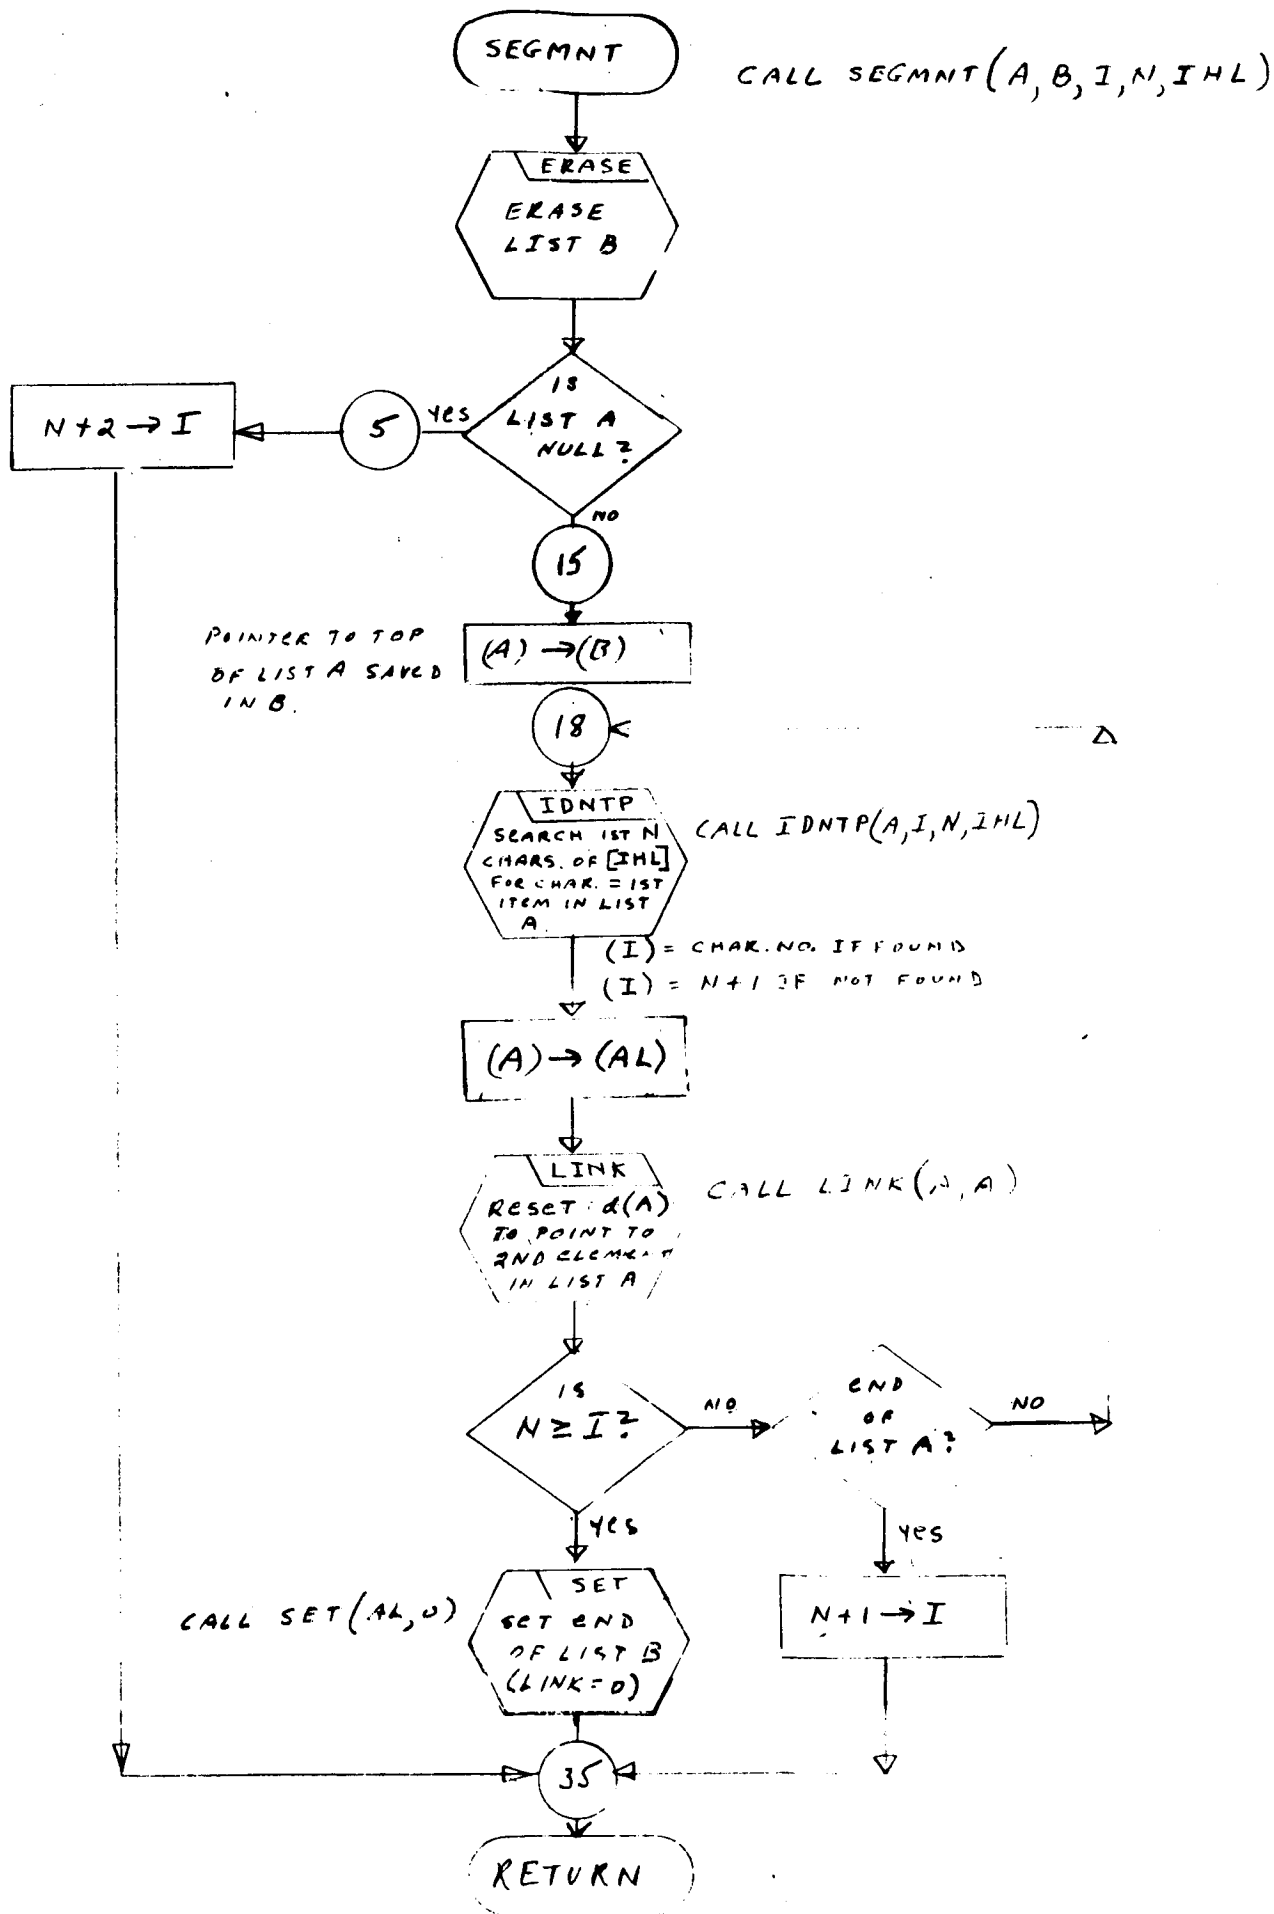 SEGMNT
CALL SEGMNT(A, B, I, N, IHL)
ERASE
ERASE
LIST B
IS
LIST A
NULL?
yes
5
N+2 → I
NO
15
POINTER TO TOP
OF LIST A SAVED
IN B.
(A) → (B)
18
IDNTP
SEARCH 1ST N
CHARS. OF [IHL]
FOR CHAR. = 1ST
ITEM IN LIST
A
CALL IDNTP(A, I, N, IHL)
(I) = CHAR. NO. IF FOUND
(I) = N+1 IF NOT FOUND
(A) → (AL)
LINK
RESET d(A)
TO POINT TO
2ND ELEMENT
IN LIST A
CALL LINK(A, A)
IS
N ≥ I?
NO
END
OF
LIST A?
NO
yes
yes
SET
SET END
OF LIST B
(LINK = 0)
CALL SET(AL, 0)
N+1 → I
35
RETURN